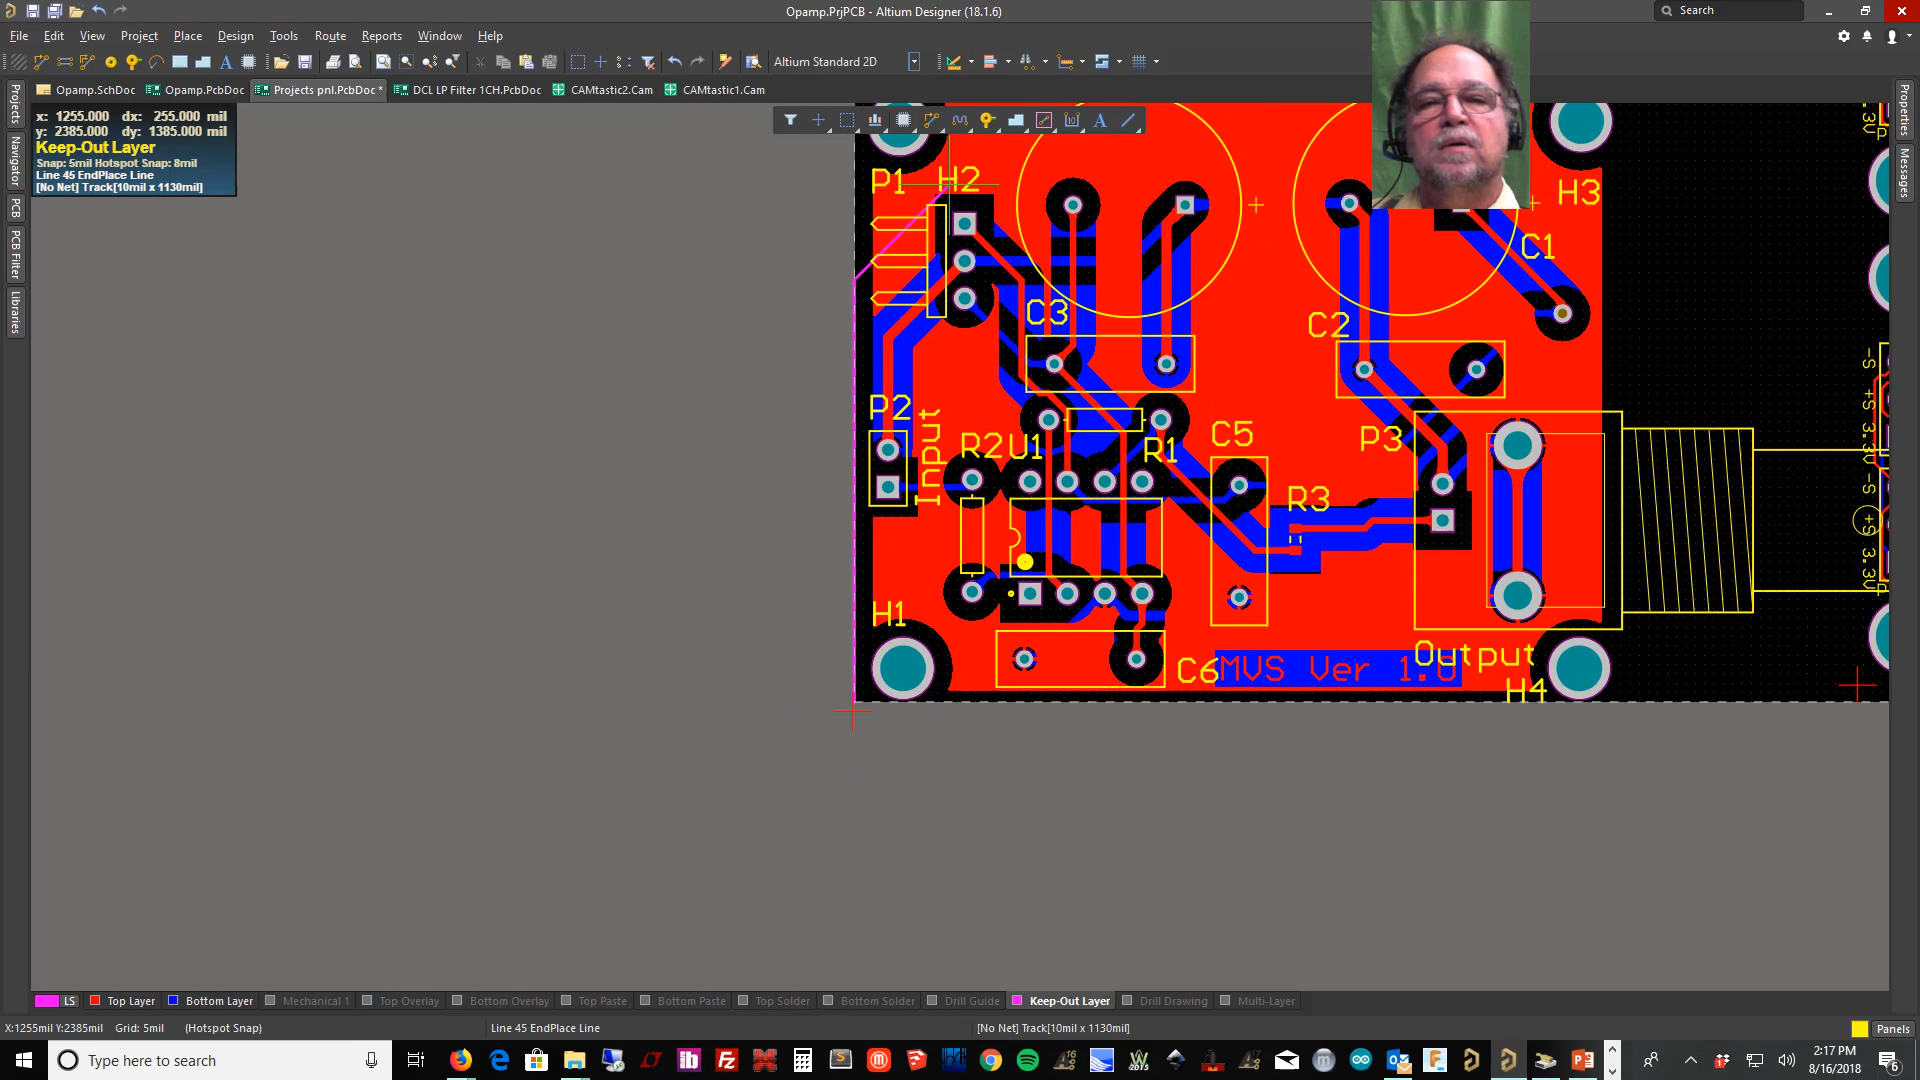 Opamp.PrjPCB - Altium Designer (18.1.6)
Search
File Edit View Project Place Design Tools Route Reports Window Help
Altium Standard 2D
Opamp.SchDoc Opamp.PcbDoc Projects pnl.PcbDoc * DCL LP Filter 1CH.PcbDoc CAMtastic2.Cam CAMtastic1.Cam
x: 1255.000 dx: 255.000 mil
y: 2385.000 dy: 1385.000 mil
Keep-Out Layer
Snap: 5mil Hotspot Snap: 8mil
Line 45 EndPlace Line
[No Net] Track[10mil x 1130mil]
Projects
Navigator
PCB
PCB Filter
Libraries
Properties
Messages
P1 H2
H3
C1
C3
C2
P2
Input
R2 U1
R1
C5
P3
R3
H1
C6
MVS Ver 1.0
Output
H4
-S +S 3.3V
-S +S 3.3V
LS Top Layer Bottom Layer Mechanical 1 Top Overlay Bottom Overlay Top Paste Bottom Paste Top Solder Bottom Solder Drill Guide Keep-Out Layer Drill Drawing Multi-Layer
X:1255mil Y:2385mil Grid: 5mil (Hotspot Snap) Line 45 EndPlace Line [No Net] Track[10mil x 1130mil] Panels
Type here to search
2:17 PM
8/16/2018
6